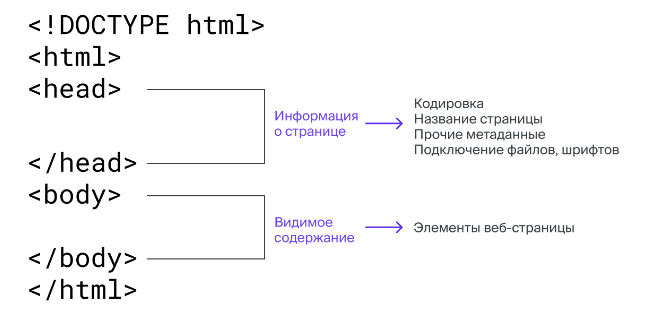 <!DOCTYPE html>
<html>
<head>
Информация
о странице
Кодировка
Название страницы
Прочие метаданные
Подключение файлов, шрифтов
</head>
<body>
Видимое
содержание
Элементы веб-страницы
</body>
</html>